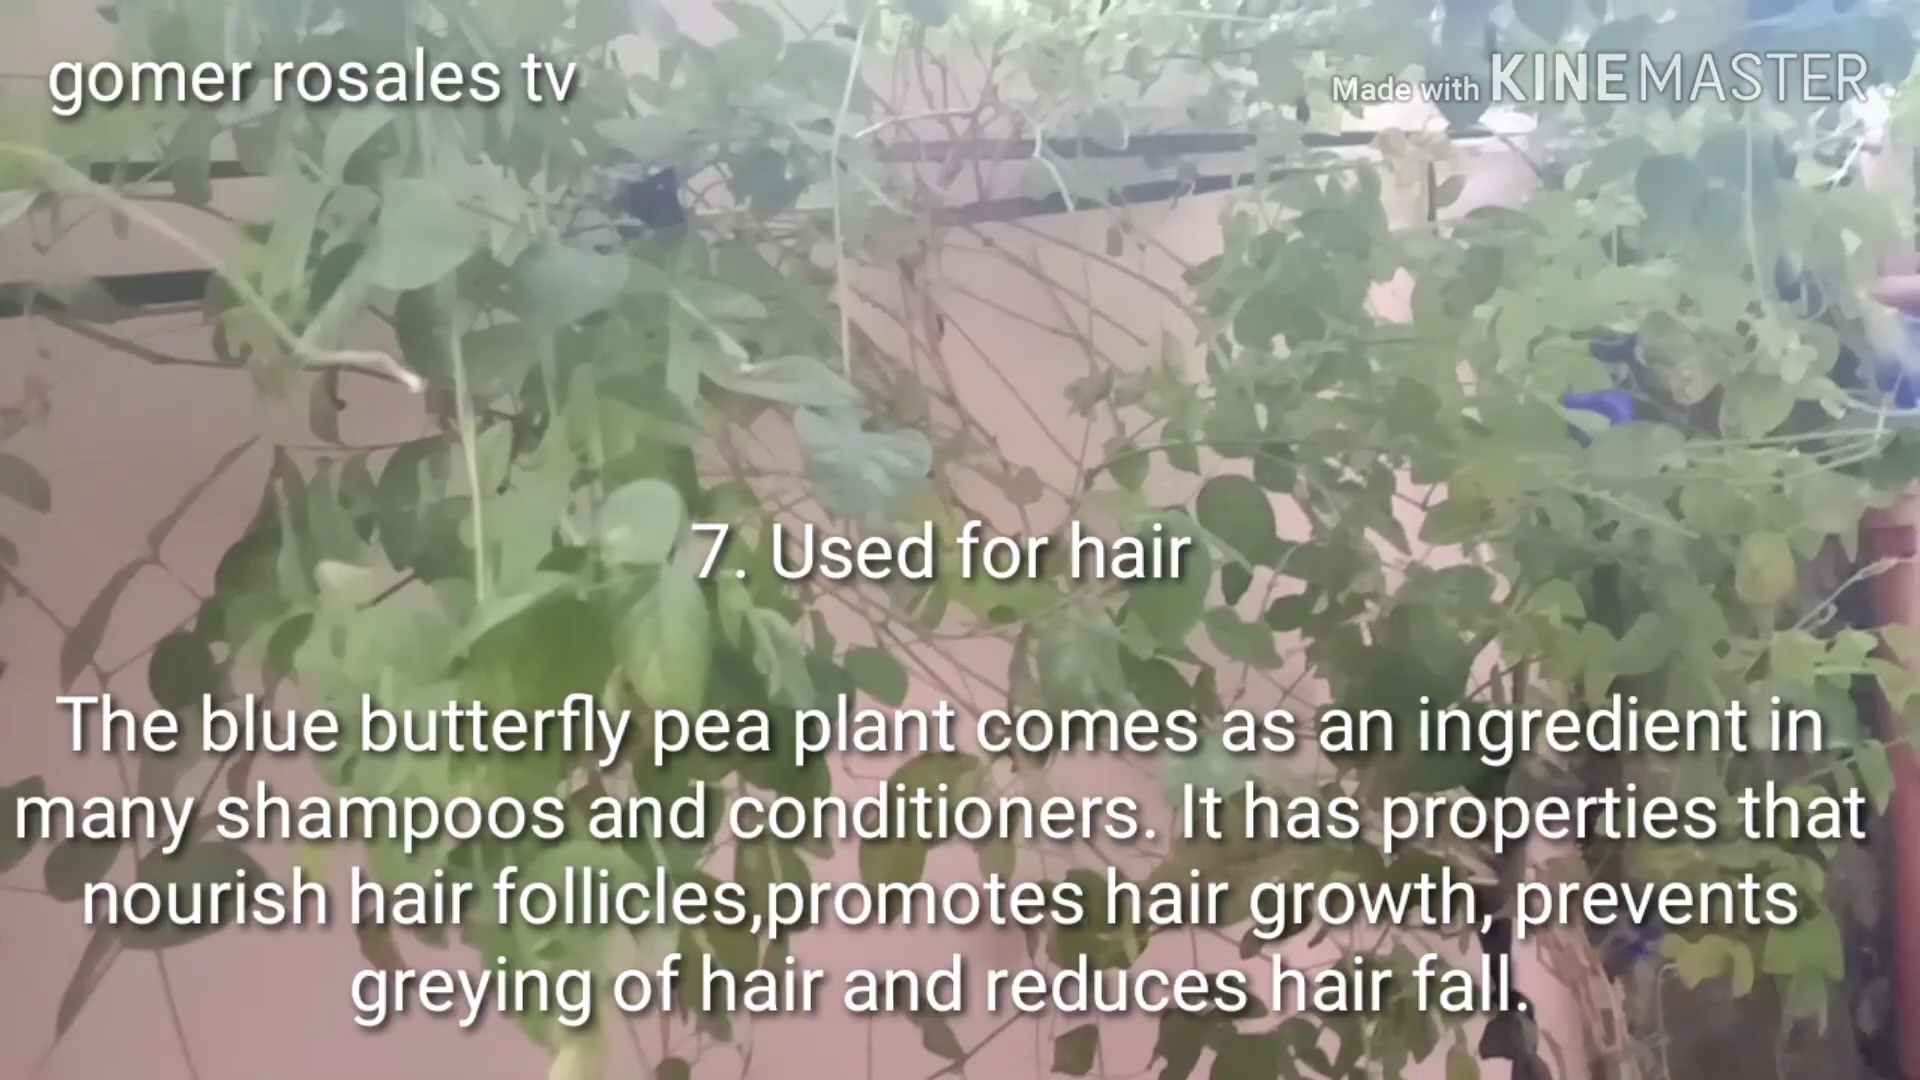 gomer rosales tv
Made with KINEMASTER
7. Used for hair
The blue butterfly pea plant comes as an ingredient in
many shampoos and conditioners. It has properties that
nourish hair follicles,promotes hair growth, prevents
greying of hair and reduces hair fall.